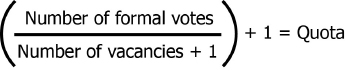 ( Number of formal votes
Number of vacancies + 1 ) + 1 = Quota